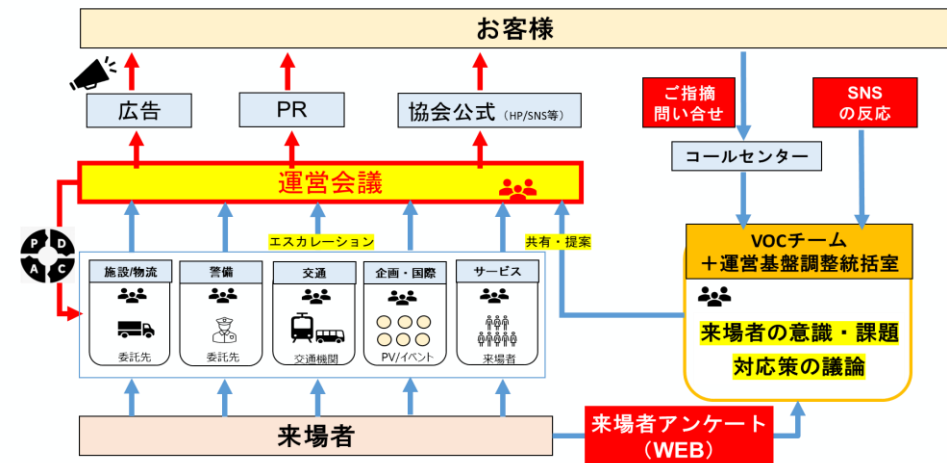 お客様
広告
PR
協会公式（HP/SNS等）
ご指摘
問い合せ
SNS
の反応
コールセンター
運営会議
エスカレーション
共有・提案
P D
A C
施設/物流
委託先
警備
委託先
交通
交通機関
企画・国際
PV/イベント
サービス
来場者
VOCチーム
＋運営基盤調整統括室
来場者の意識・課題
対応策の議論
来場者
来場者アンケート
（WEB）